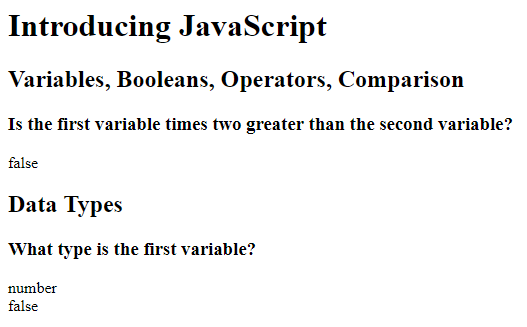 Introducing JavaScript
Variables, Booleans, Operators, Comparison
Is the first variable times two greater than the second variable?
false
Data Types
What type is the first variable?
number
false